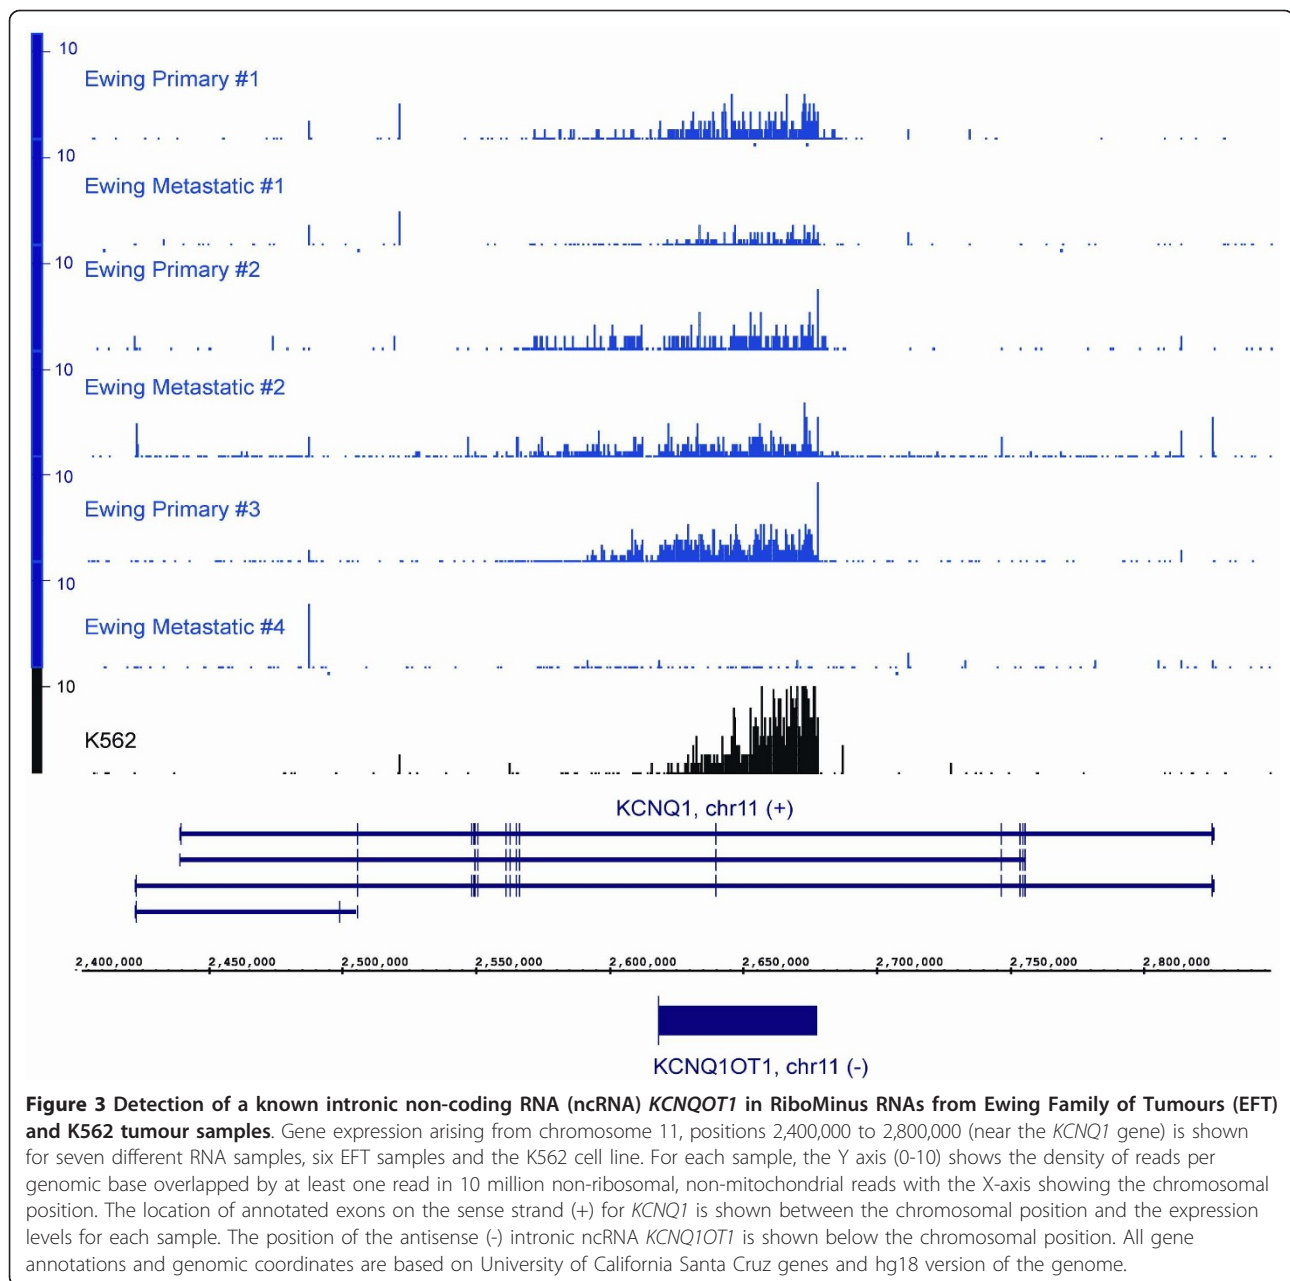 10
Ewing Primary #1
10
Ewing Metastatic #1
10
Ewing Primary #2
10
Ewing Metastatic #2
10
Ewing Primary #3
10
Ewing Metastatic #4
10
K562
KCNQ1, chr11 (+)
2,400,000 2,450,000 2,500,000 2,550,000 2,600,000 2,650,000 2,700,000 2,750,000 2,800,000
KCNQ1OT1, chr11 (-)
Figure 3 Detection of a known intronic non-coding RNA (ncRNA) KCNQOT1 in RiboMinus RNAs from Ewing Family of Tumours (EFT)
and K562 tumour samples. Gene expression arising from chromosome 11, positions 2,400,000 to 2,800,000 (near the KCNQ1 gene) is shown
for seven different RNA samples, six EFT samples and the K562 cell line. For each sample, the Y axis (0-10) shows the density of reads per
genomic base overlapped by at least one read in 10 million non-ribosomal, non-mitochondrial reads with the X-axis showing the chromosomal
position. The location of annotated exons on the sense strand (+) for KCNQ1 is shown between the chromosomal position and the expression
levels for each sample. The position of the antisense (-) intronic ncRNA KCNQ1OT1 is shown below the chromosomal position. All gene
annotations and genomic coordinates are based on University of California Santa Cruz genes and hg18 version of the genome.